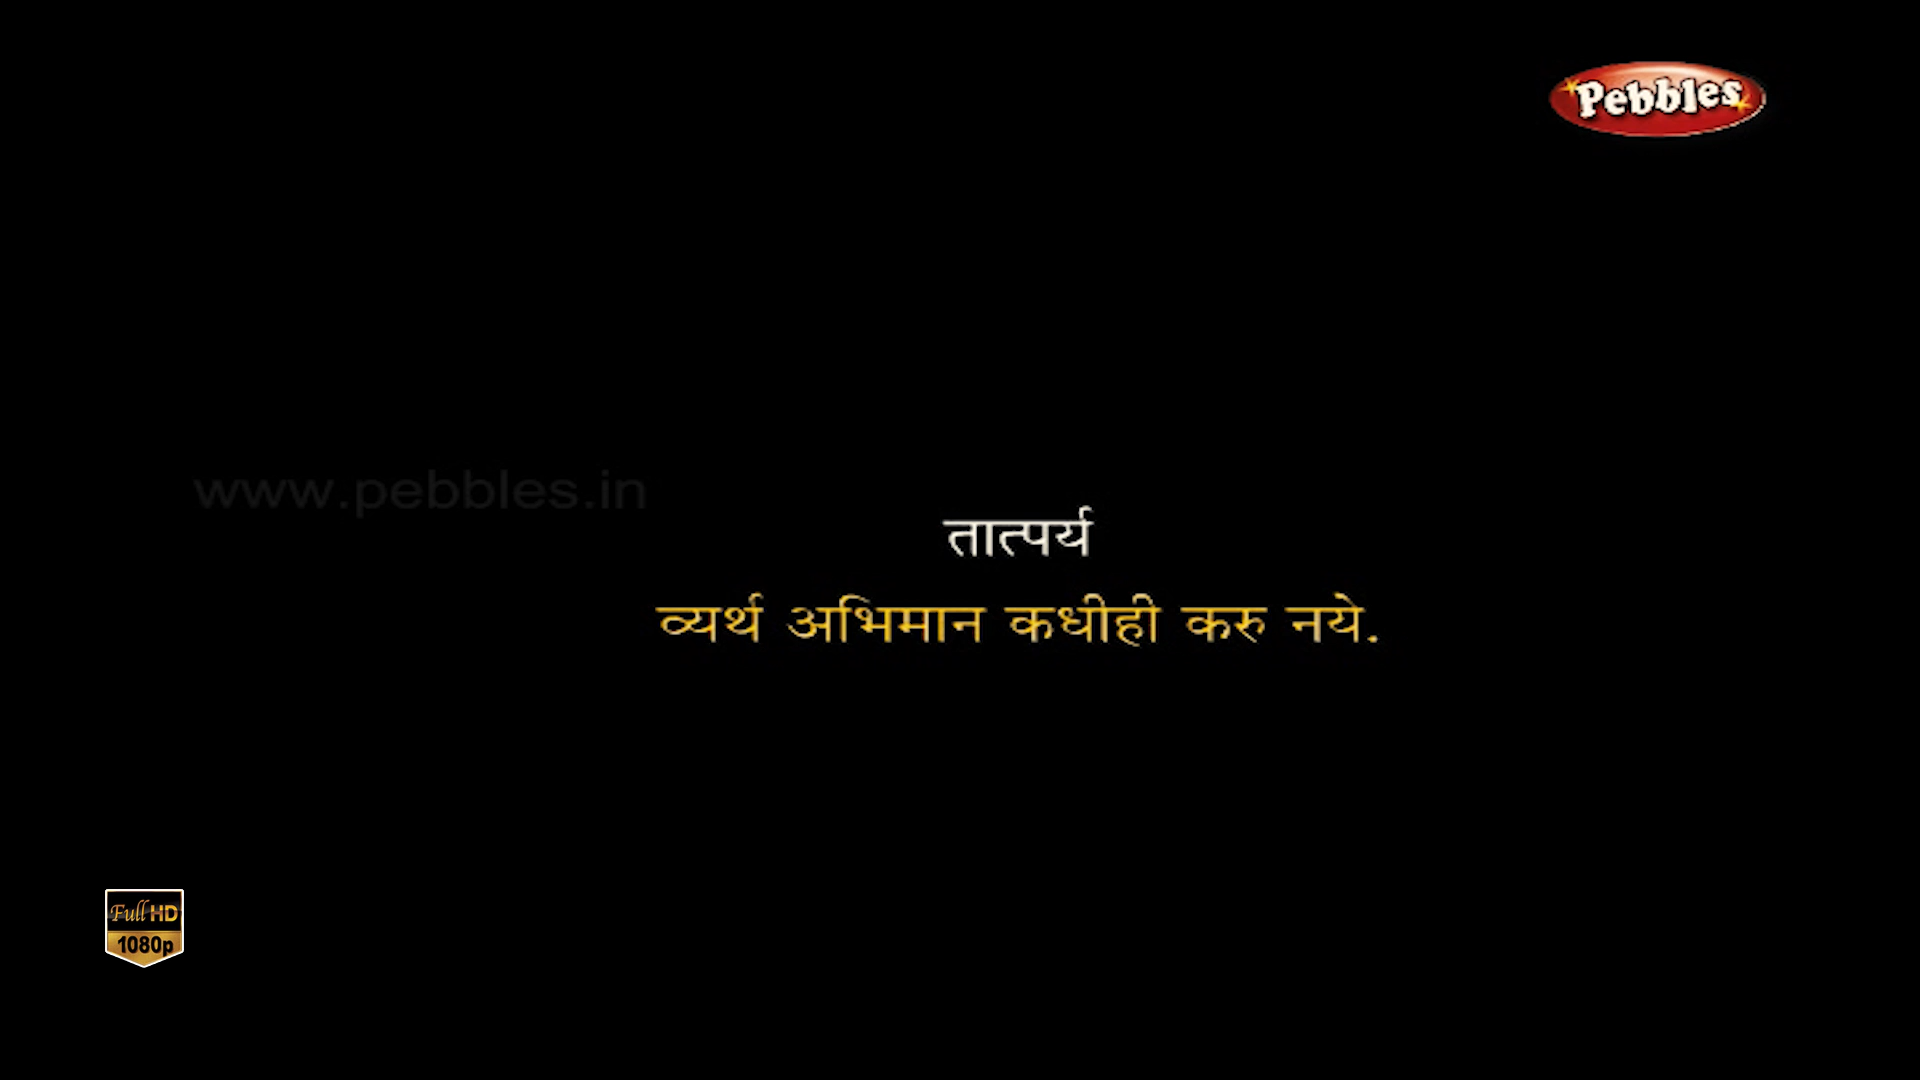 Pebbles
www.pebbles.in
तात्पर्य
व्यर्थ अभिमान कधीही करु नये.
Full HD
1080p